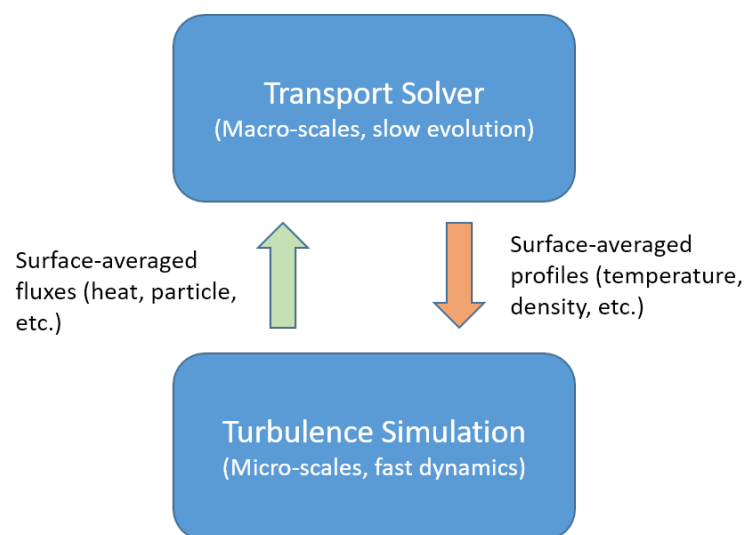 Transport Solver
(Macro-scales, slow evolution)
Surface-averaged
fluxes (heat, particle,
etc.)
Surface-averaged
profiles (temperature,
density, etc.)
Turbulence Simulation
(Micro-scales, fast dynamics)